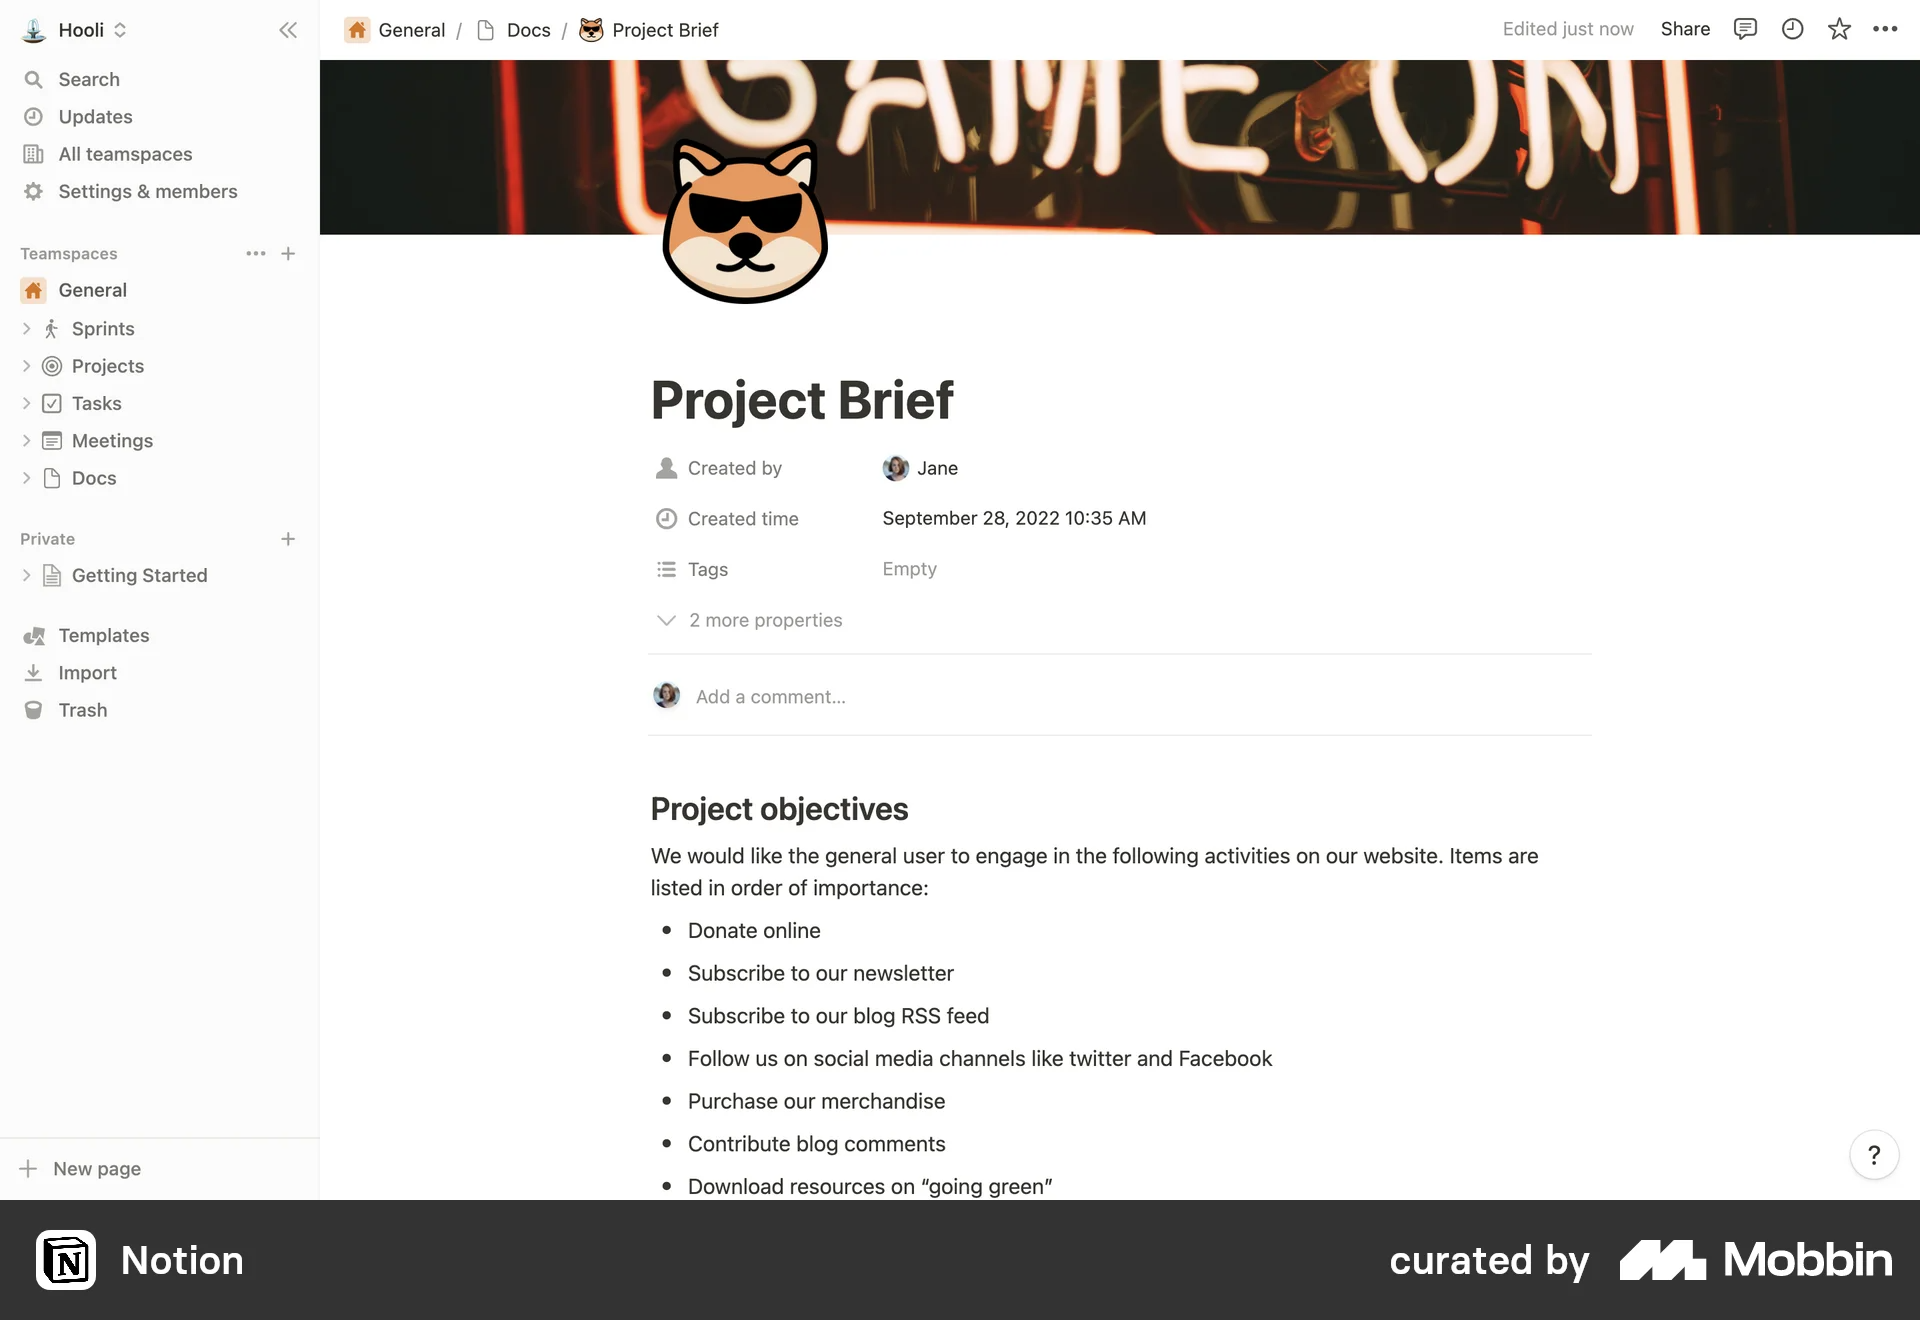 Hooli
General / Docs / Project Brief
Edited just now
Share
Search
Updates
All teamspaces
Settings & members
Teamspaces
General
Sprints
Projects
Tasks
Meetings
Docs
Private
Getting Started
Templates
Import
Trash
New page
GAME ON
Project Brief
Created by Jane
Created time September 28, 2022 10:35 AM
Tags Empty
2 more properties
Add a comment...
Project objectives
We would like the general user to engage in the following activities on our website. Items are
listed in order of importance:
• Donate online
• Subscribe to our newsletter
• Subscribe to our blog RSS feed
• Follow us on social media channels like twitter and Facebook
• Purchase our merchandise
• Contribute blog comments
• Download resources on “going green”
?
N Notion
curated by Mobbin